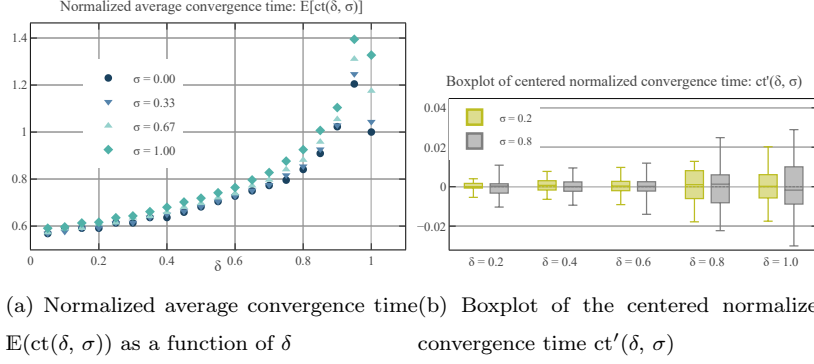 Normalized average convergence time: E[ct(δ, σ)]
1.4
1.2
1
0.8
0.6
σ = 0.00
σ = 0.33
σ = 0.67
σ = 1.00
0
0.2
0.4
0.6
0.8
1
δ
Boxplot of centered normalized convergence time: ct'(δ, σ)
0.04
0.02
0
−0.02
σ = 0.2
σ = 0.8
δ = 0.2
δ = 0.4
δ = 0.6
δ = 0.8
δ = 1.0
(a) Normalized average convergence time
𝔼(ct(δ, σ)) as a function of δ
(b) Boxplot of the centered normalize
convergence time ct′(δ, σ)